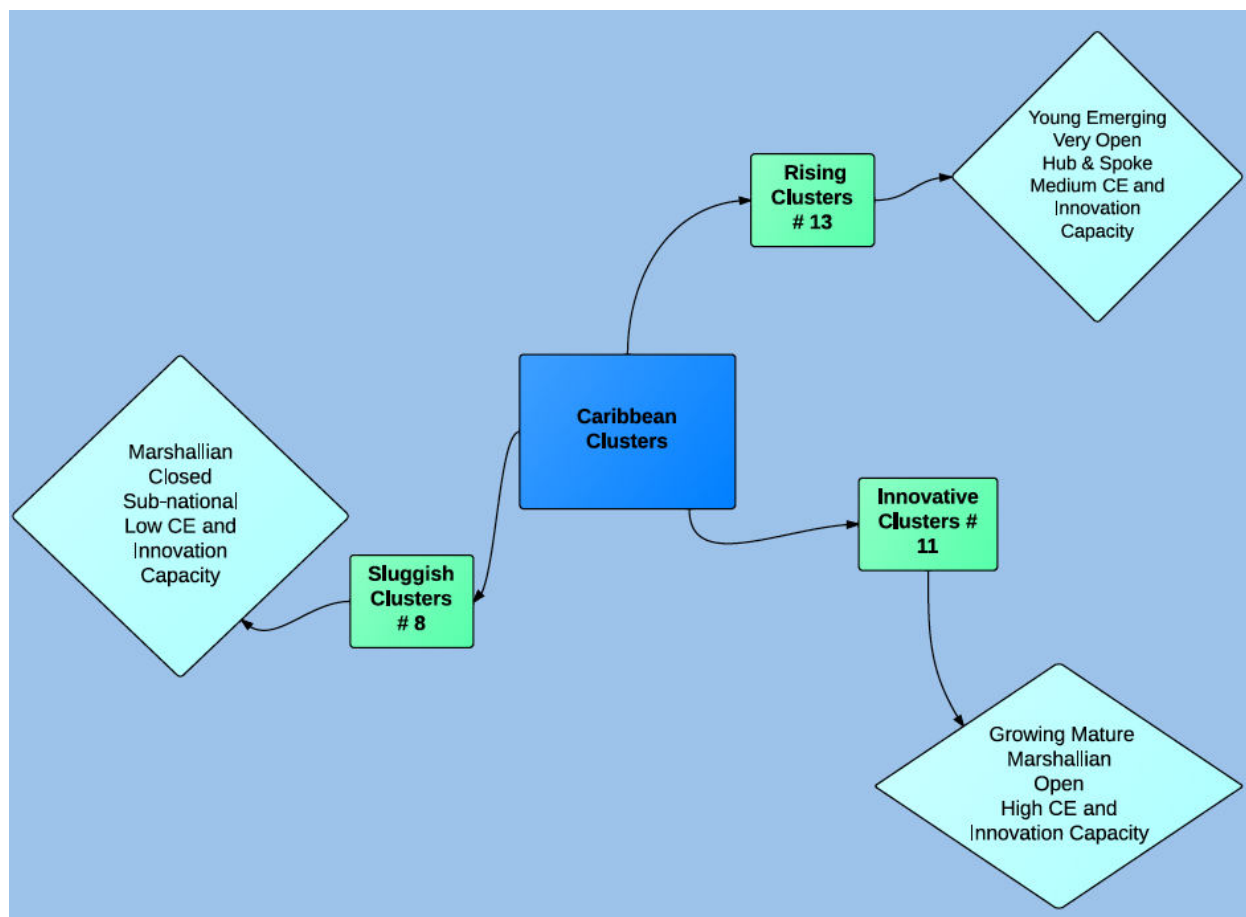 Young Emerging
Very Open
Hub & Spoke
Medium CE and
Innovation
Capacity
Rising
Clusters
# 13
Caribbean
Clusters
Marshallian
Closed
Sub-national
Low CE and
Innovation
Capacity
Sluggish
Clusters
# 8
Innovative
Clusters #
11
Growing Mature
Marshallian
Open
High CE and
Innovation Capacity